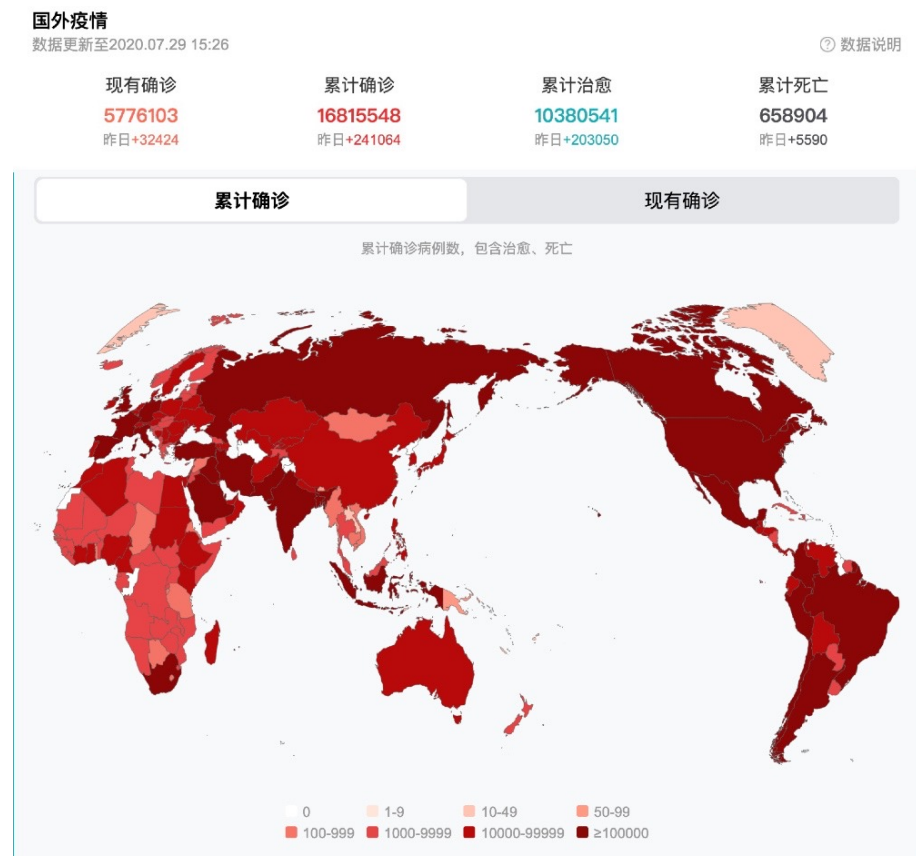 国外疫情
数据更新至2020.07.29 15:26
? 数据说明
现有确诊 累计确诊 累计治愈 累计死亡
5776103 16815548 10380541 658904
昨日+32424 昨日+241064 昨日+203050 昨日+5590
累计确诊 现有确诊
累计确诊病例数，包含治愈、死亡
0 1-9 10-49 50-99
100-999 1000-9999 10000-99999 ≥100000